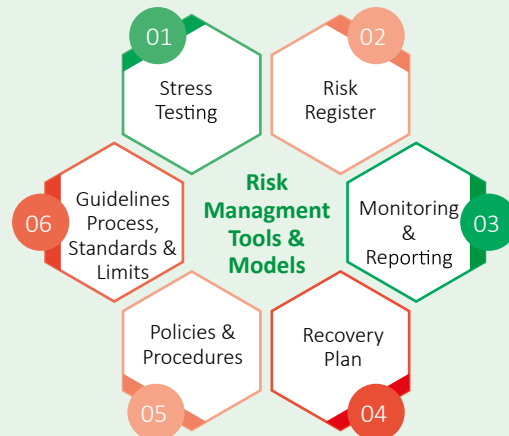 01
Stress
Testing
02
Risk
Register
Risk
Managment
Tools &
Models
03
Monitoring
&
Reporting
04
Recovery
Plan
05
Policies &
Procedures
06
Guidelines
Process,
Standards &
Limits